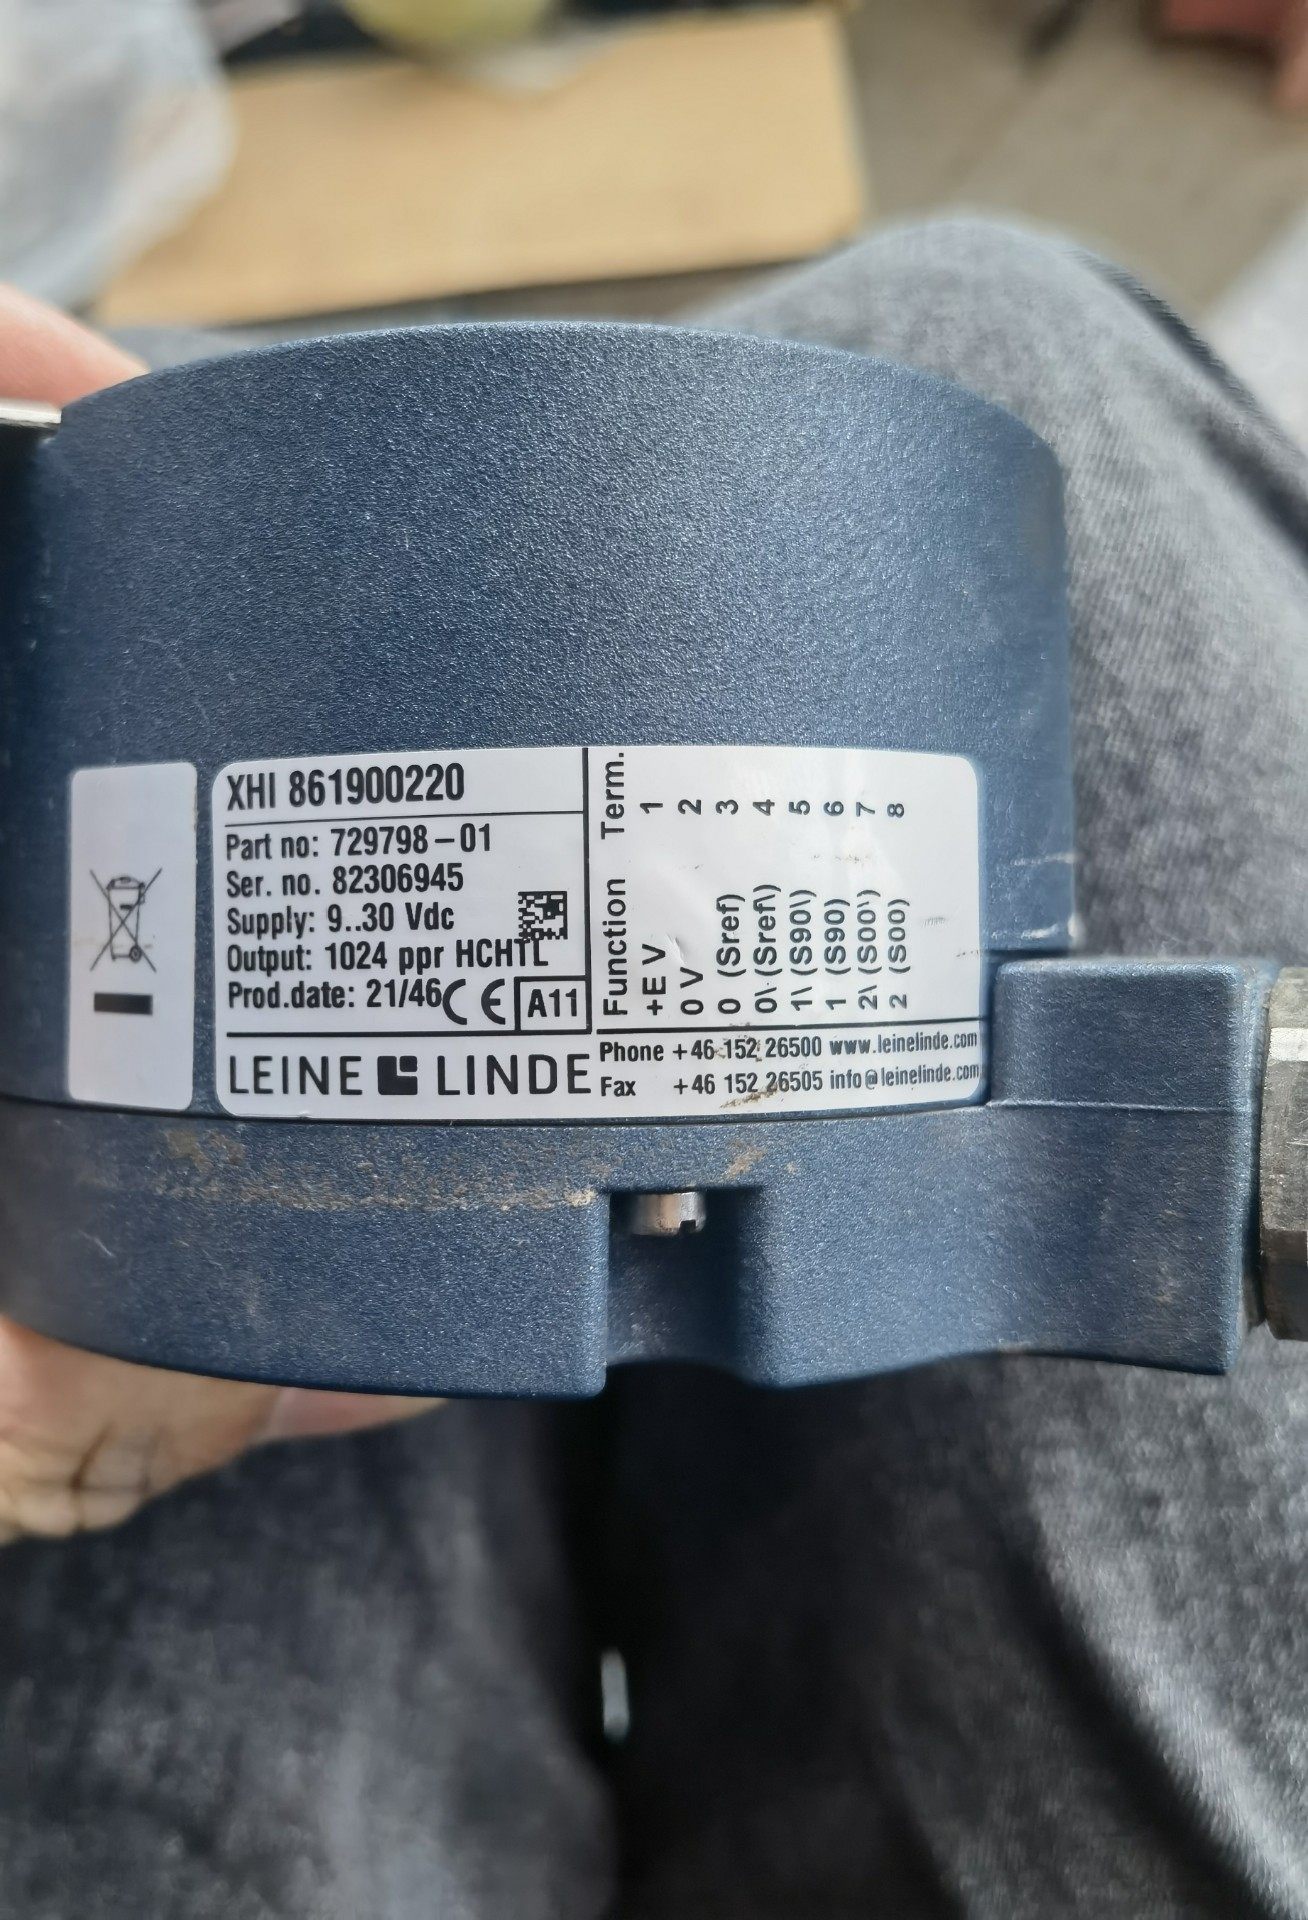 XHI 861900220
Part no: 729798-01
Ser. no. 82306945
Supply: 9..30 Vdc
Output: 1024 ppr HCHTL
Prod.date: 21/46 CE A11
LEINE LINDE
Function Term.
+E V 1
0 V 2
0 (Sref) 3
0\ (Sref\) 4
1\ (S90\) 5
1 (S90) 6
2\ (S00\) 7
2 (S00) 8
Phone +46 152 26500 www.leinelinde.com
Fax +46 152 26505 info@leinelinde.com